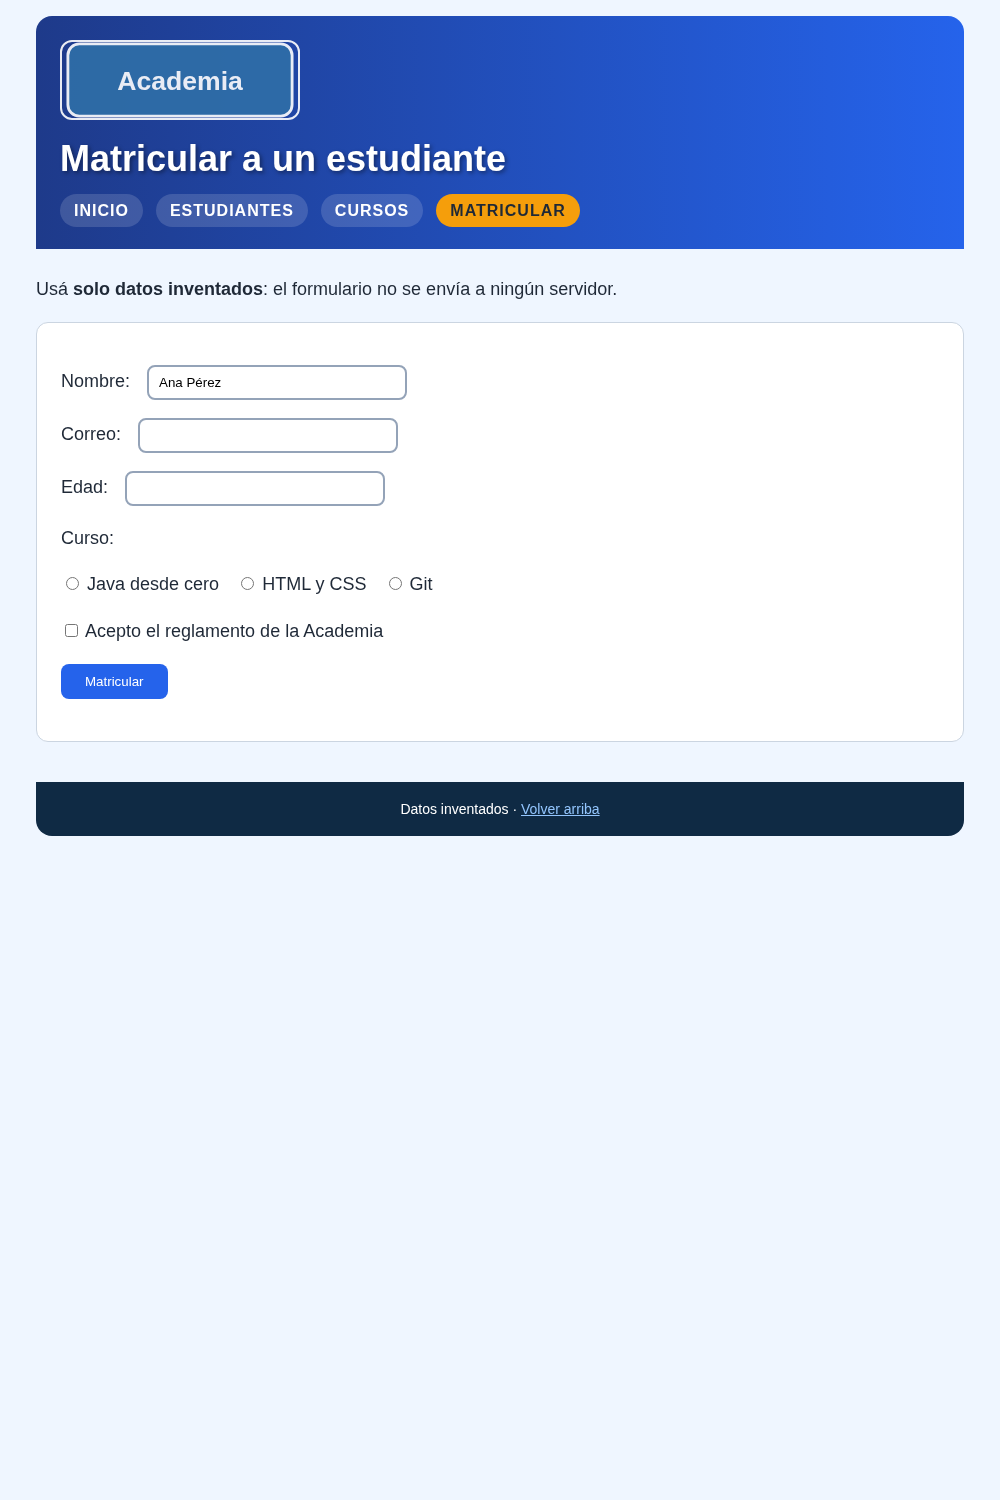 Academia
Matricular a un estudiante
INICIO ESTUDIANTES CURSOS MATRICULAR
Usá solo datos inventados: el formulario no se envía a ningún servidor.
Nombre: Ana Pérez
Correo:
Edad:
Curso:
Java desde cero HTML y CSS Git
Acepto el reglamento de la Academia
Matricular
Datos inventados · Volver arriba